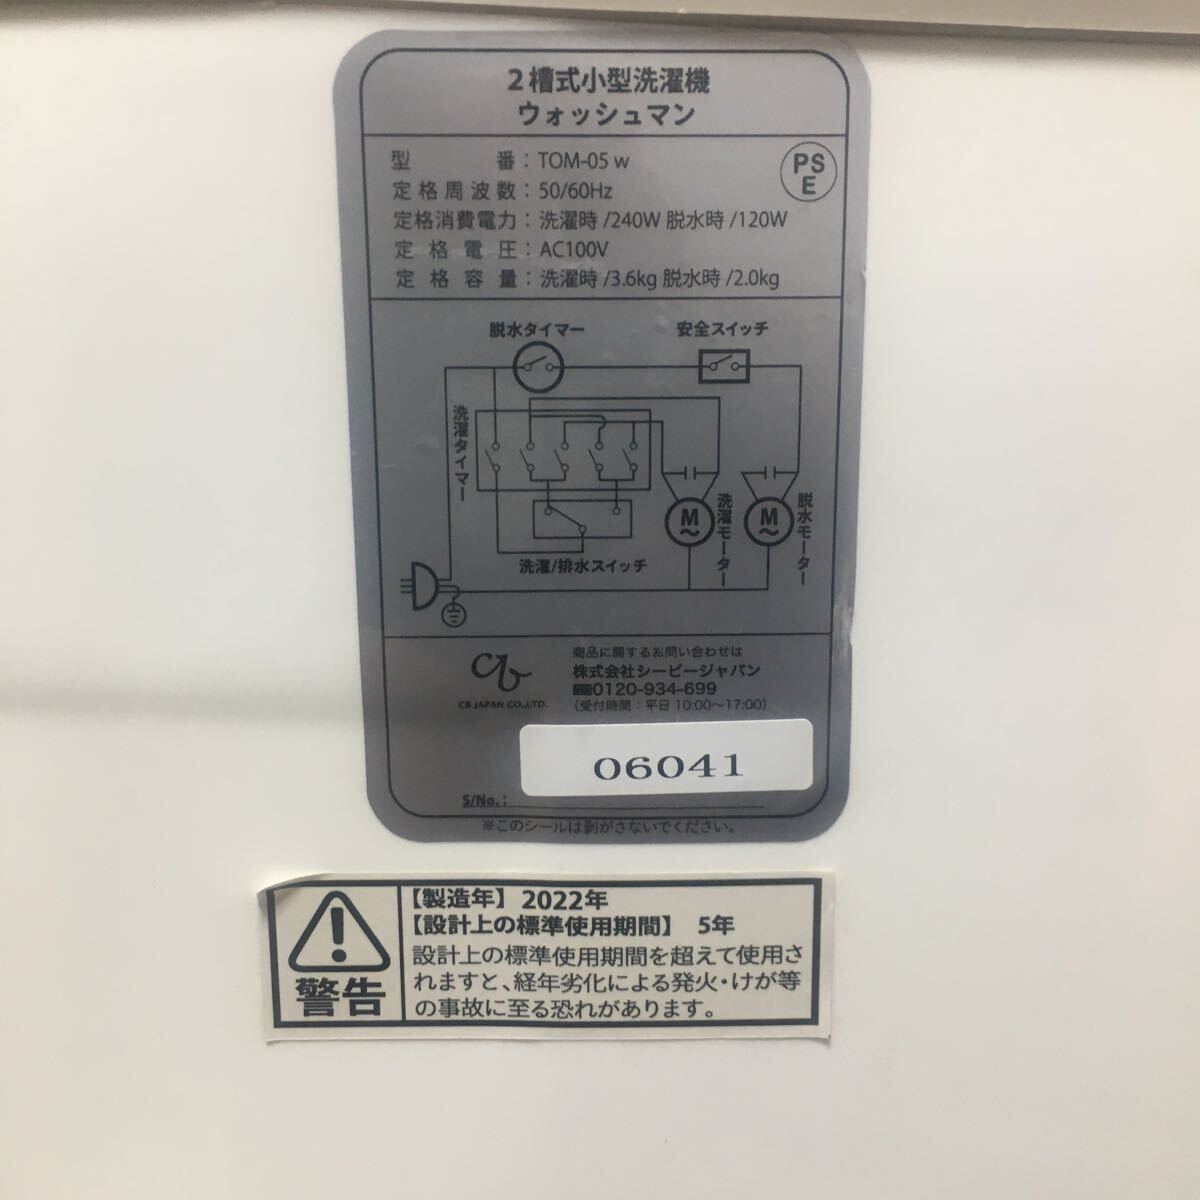 2槽式小型洗濯機
ウォッシュマン
型番：TOM-05 w
定格周波数：50/60Hz
定格消費電力：洗濯時/240W 脱水時/120W
定格電圧：AC100V
定格容量：洗濯時/3.6kg 脱水時/2.0kg
PS
E
脱水タイマー
安全スイッチ
洗濯タイマー
M
~
洗濯モーター
M
~
脱水モーター
洗濯/排水スイッチ
cb
CB JAPAN CO.,LTD.
商品に関するお問い合わせは
株式会社シービージャパン
0120-934-699
（受付時間：平日 10:00～17:00）
06041
S/No.：
※このシールは剥がさないでください。
警告
【製造年】 2022年
【設計上の標準使用期間】 5年
設計上の標準使用期間を超えて使用さ
れますと、経年劣化による発火・けが等
の事故に至る恐れがあります。